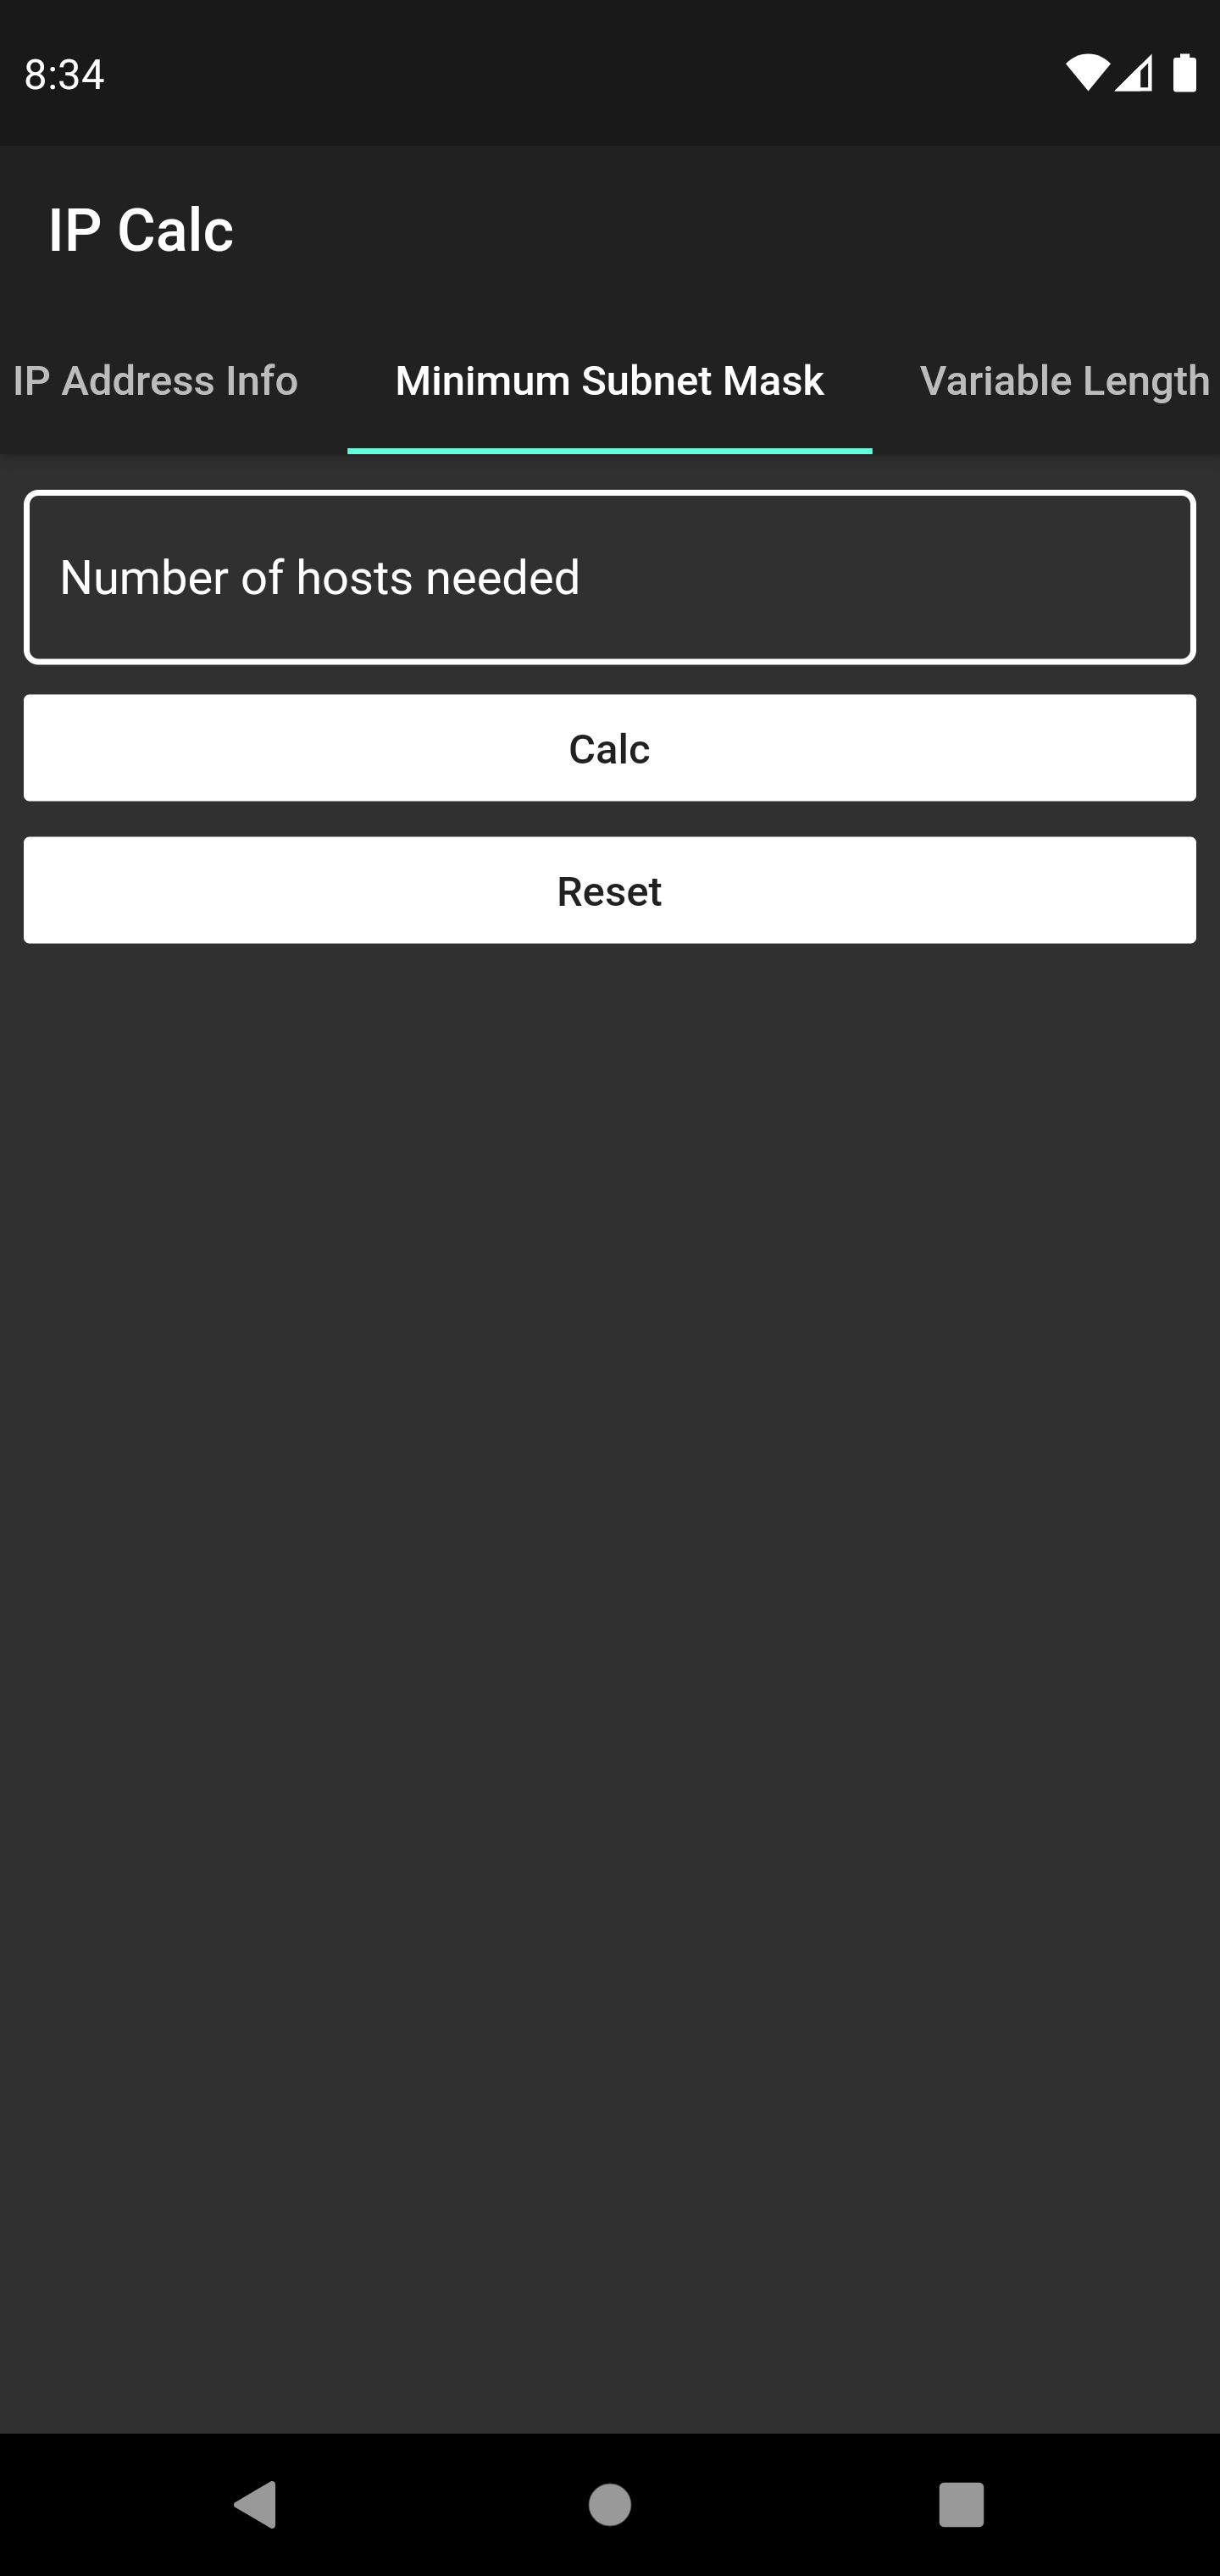 8:34
IP Calc
IP Address Info
Minimum Subnet Mask
Variable Length
Number of hosts needed
Calc
Reset